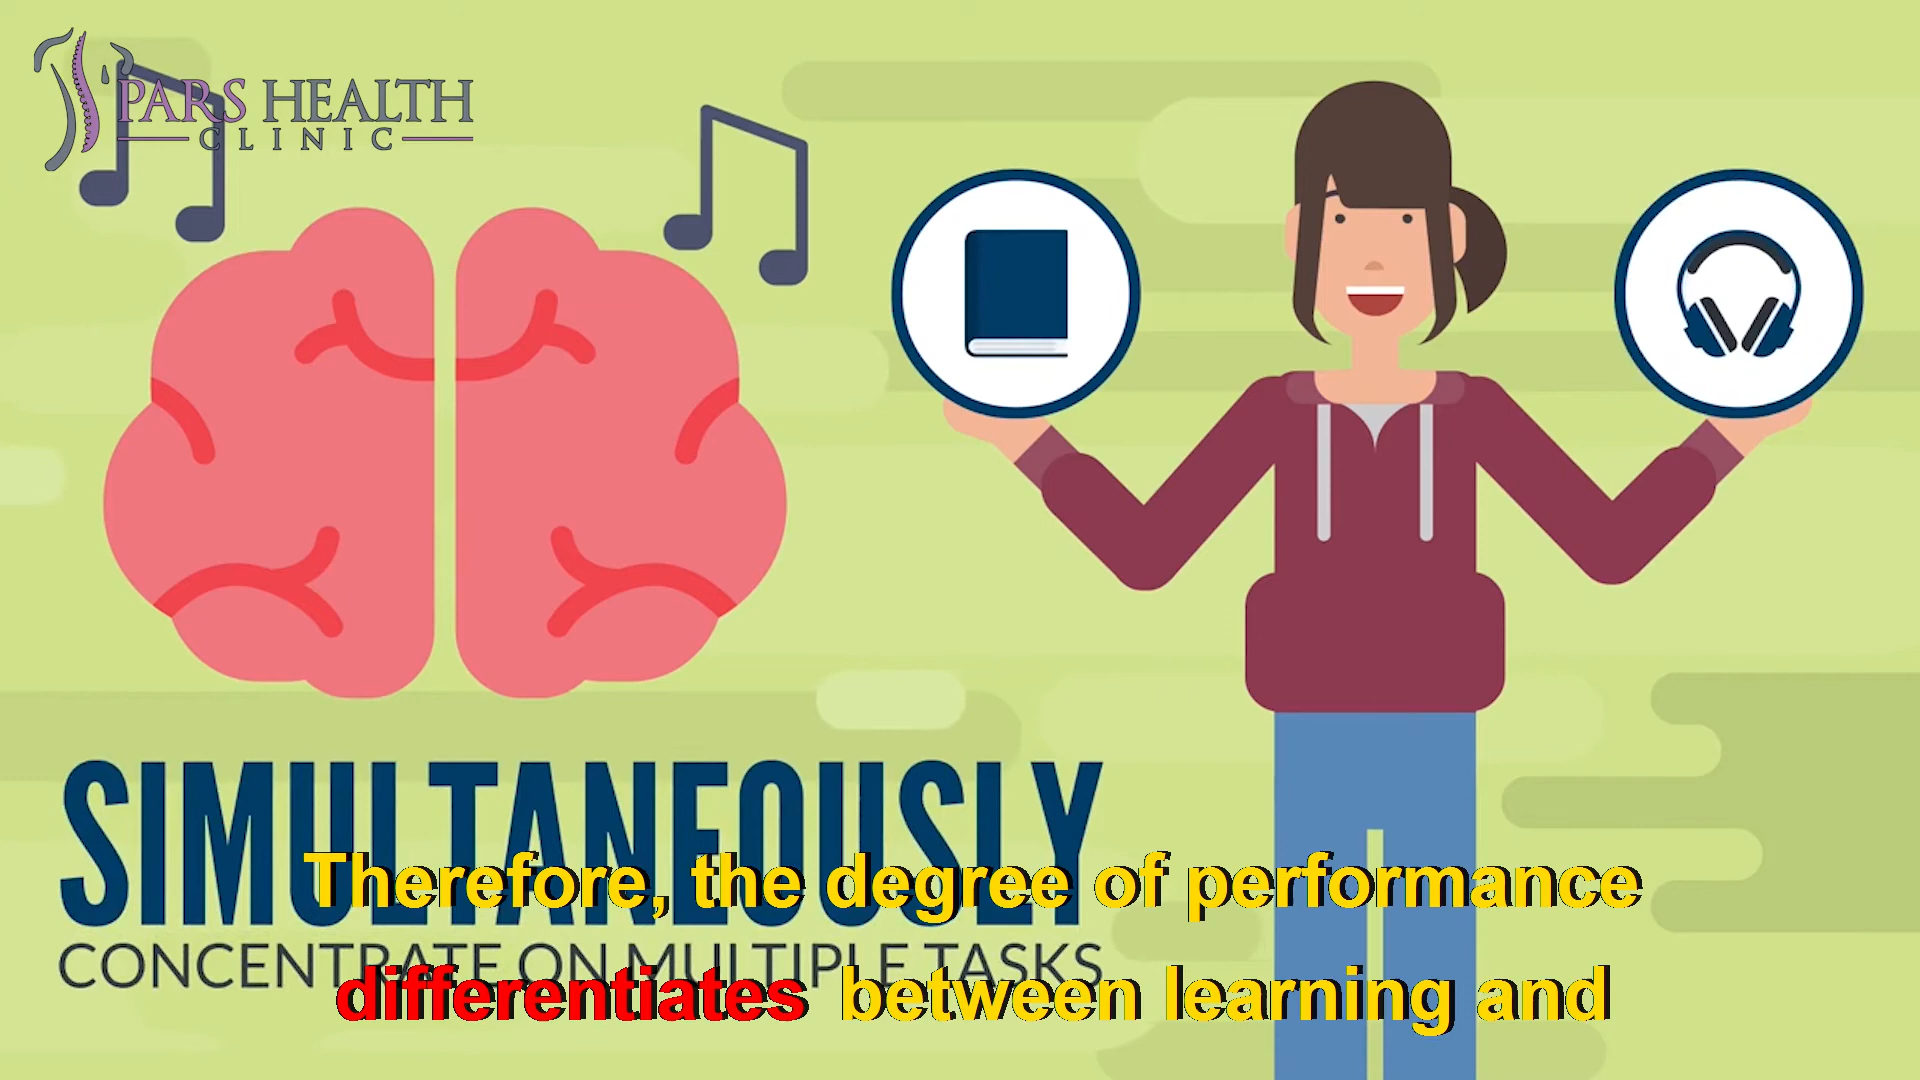 PARS HEALTH
CLINIC
SIMULTANEOUSLY
CONCENTRATE ON MULTIPLE TASKS
Therefore, the degree of performance
differentiates between learning and